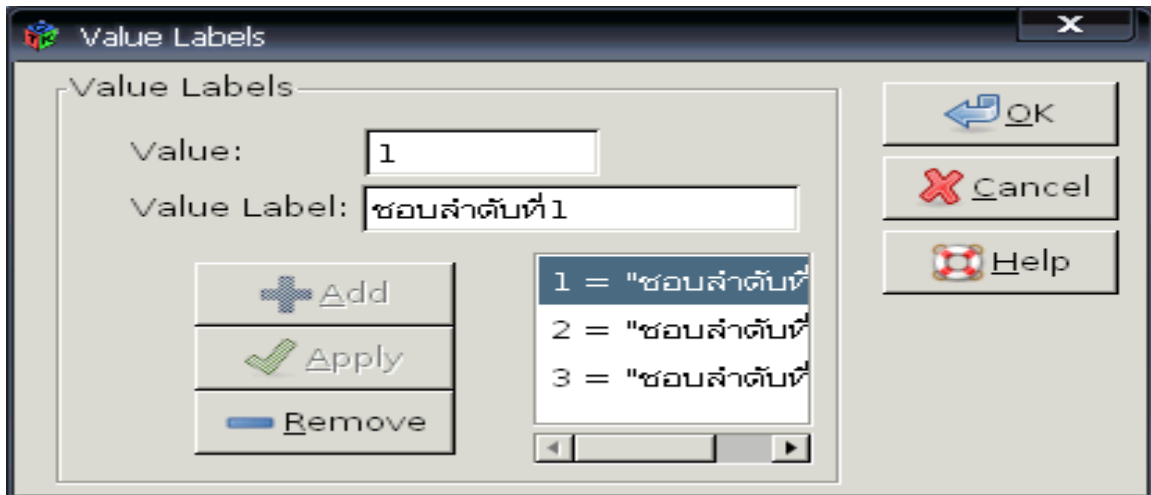 Value Labels
Value Labels
OK
Value: 1
Cancel
Value Label: ชอบลำดับที่1
Help
Add
1 = "ชอบลำดับที่
Apply
2 = "ชอบลำดับที่
3 = "ชอบลำดับที่
Remove